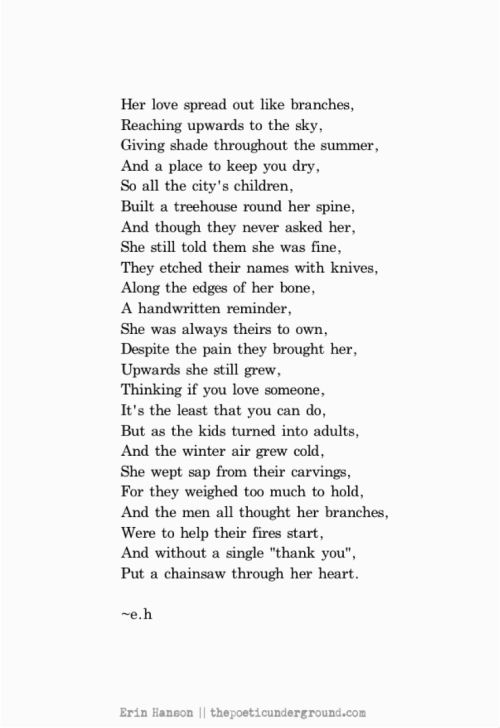 Her love spread out like branches,
Reaching upwards to the sky,
Giving shade throughout the summer,
And a place to keep you dry,
So all the city's children,
Built a treehouse round her spine,
And though they never asked her,
She still told them she was fine,
They etched their names with knives,
Along the edges of her bone,
A handwritten reminder,
She was always theirs to own,
Despite the pain they brought her,
Upwards she still grew,
Thinking if you love someone,
It's the least that you can do,
But as the kids turned into adults,
And the winter air grew cold,
She wept sap from their carvings,
For they weighed too much to hold,
And the men all thought her branches,
Were to help their fires start,
And without a single "thank you",
Put a chainsaw through her heart.
~e.h
Erin Hanson || thepoeticunderground.com